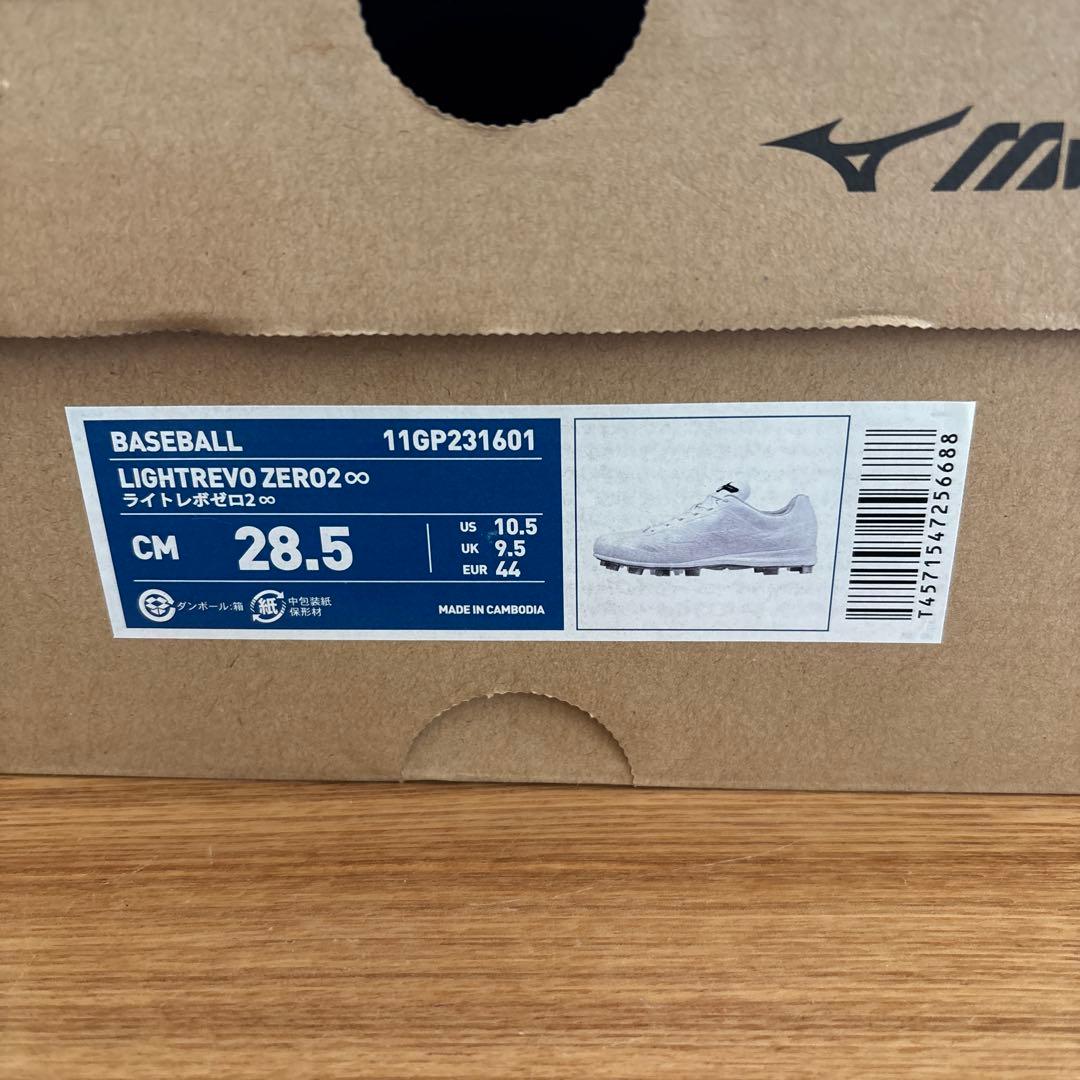 BASEBALL 11GP231601
LIGHTREVO ZERO2∞
ライトレボゼロ2∞
CM 28.5
US 10.5
UK 9.5
EUR 44
ダンボール:箱
紙
中包装紙
保形材
MADE IN CAMBODIA
T4571547256688